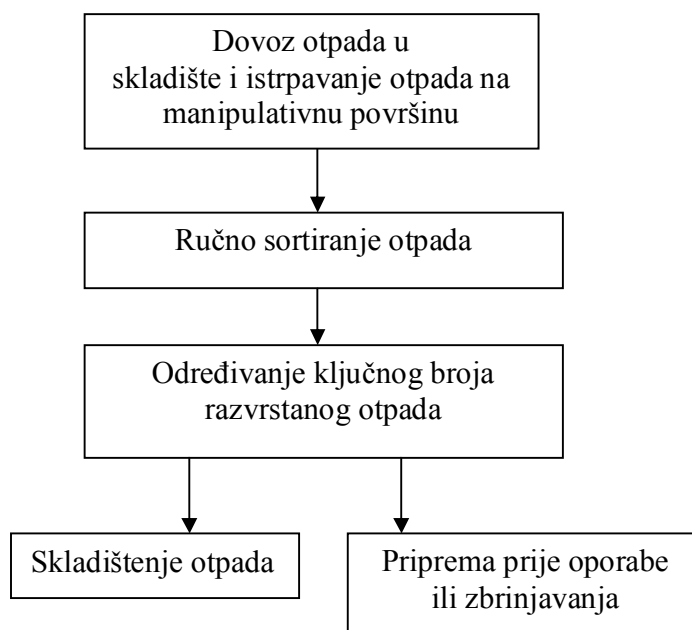 Dovoz otpada u
skladište i istrpavanje otpada na
manipulativnu površinu
Ručno sortiranje otpada
Određivanje ključnog broja
razvrstanog otpada
Skladištenje otpada
Priprema prije oporabe
ili zbrinjavanja